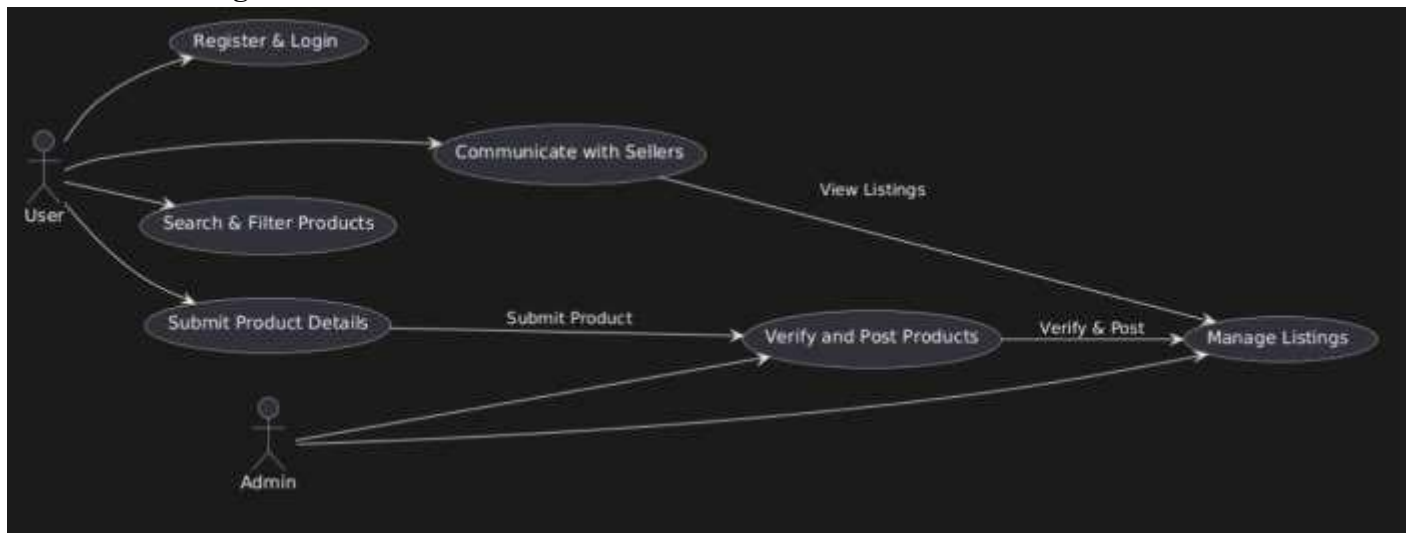 Register & Login
Communicate with Sellers
View Listings
User
Search & Filter Products
Submit Product Details
Submit Product
Verify and Post Products
Verify & Post
Manage Listings
Admin